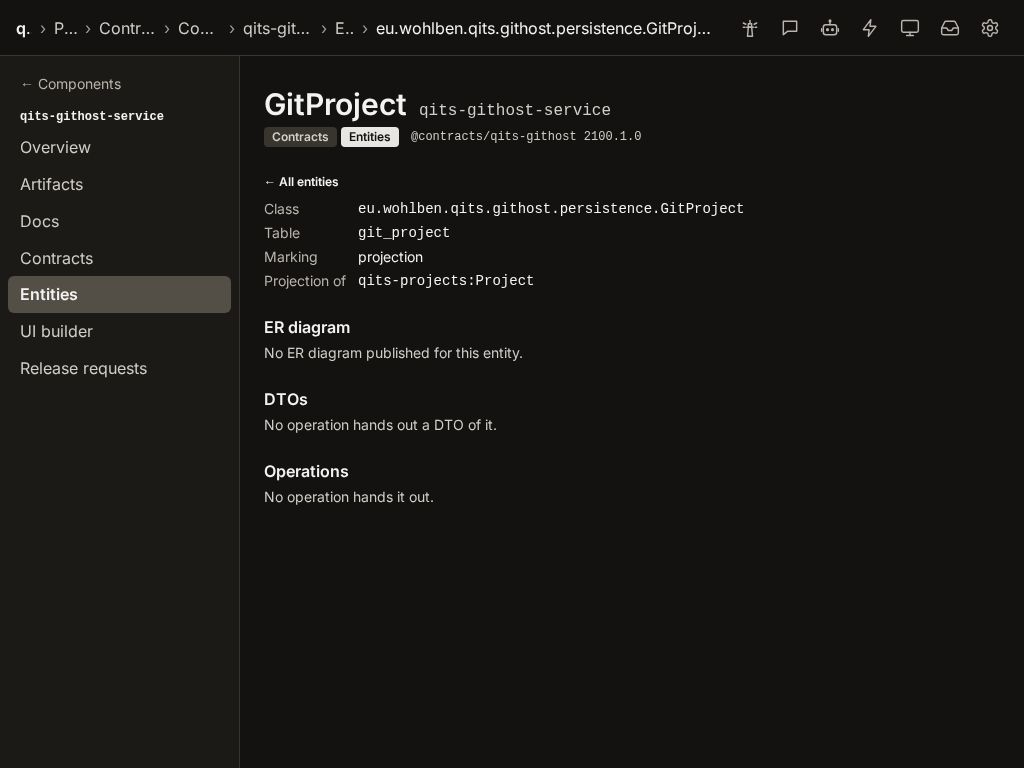 q. › P... › Contr... › Co... › qits-git... › E.. › eu.wohlben.qits.githost.persistence.GitProj...
← Components
qits-githost-service
Overview
Artifacts
Docs
Contracts
Entities
UI builder
Release requests
GitProject qits-githost-service
Contracts Entities @contracts/qits-githost 2100.1.0
← All entities
Class eu.wohlben.qits.githost.persistence.GitProject
Table git_project
Marking projection
Projection of qits-projects:Project
ER diagram
No ER diagram published for this entity.
DTOs
No operation hands out a DTO of it.
Operations
No operation hands it out.